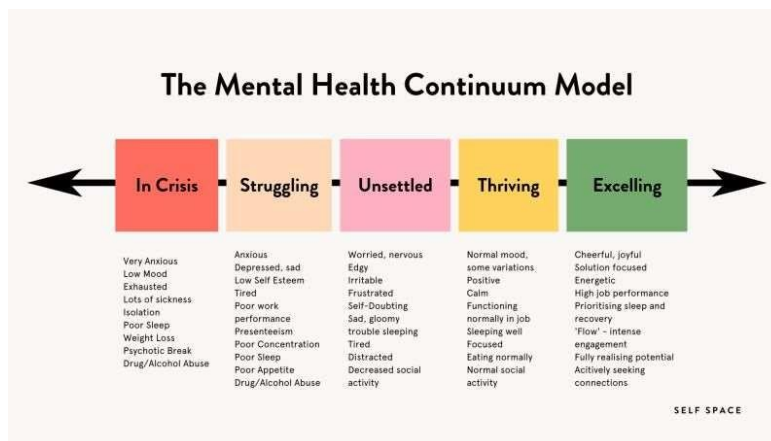 The Mental Health Continuum Model
In Crisis
Struggling
Unsettled
Thriving
Excelling
Very Anxious
Low Mood
Exhausted
Lots of sickness
Isolation
Poor Sleep
Weight Loss
Psychotic Break
Drug/Alcohol Abuse
Anxious
Depressed, sad
Low Self Esteem
Tired
Poor work
performance
Presenteeism
Poor Concentration
Poor Sleep
Poor Appetite
Drug/Alcohol Abuse
Worried, nervous
Edgy
Irritable
Frustrated
Self-Doubting
Sad, gloomy
trouble sleeping
Tired
Distracted
Decreased social
activity
Normal mood,
some variations
Positive
Calm
Functioning
normally in job
Sleeping well
Focused
Eating normally
Normal social
activity
Cheerful, joyful
Solution focused
Energetic
High job performance
Prioritising sleep and
recovery
'Flow' - intense
engagement
Fully realising potential
Acitively seeking
connections
SELF SPACE